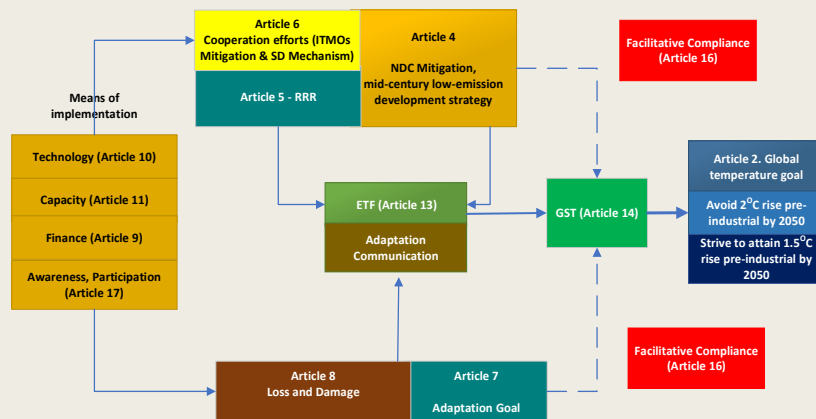 Article 6
Cooperation efforts (ITMOs
Mitigation & SD Mechanism)
Article 4
NDC Mitigation,
mid-century low-emission
development strategy
Facilitative Compliance
(Article 16)
Article 5 - RRR
Means of
implementation
Technology (Article 10)
Capacity (Article 11)
Finance (Article 9)
Awareness, Participation
(Article 17)
ETF (Article 13)
Adaptation
Communication
GST (Article 14)
Article 2. Global
temperature goal
Avoid 2⁰C rise pre-
industrial by 2050
Strive to attain 1.5⁰C
rise pre-industrial by
2050
Facilitative Compliance
(Article 16)
Article 8
Loss and Damage
Article 7
Adaptation Goal